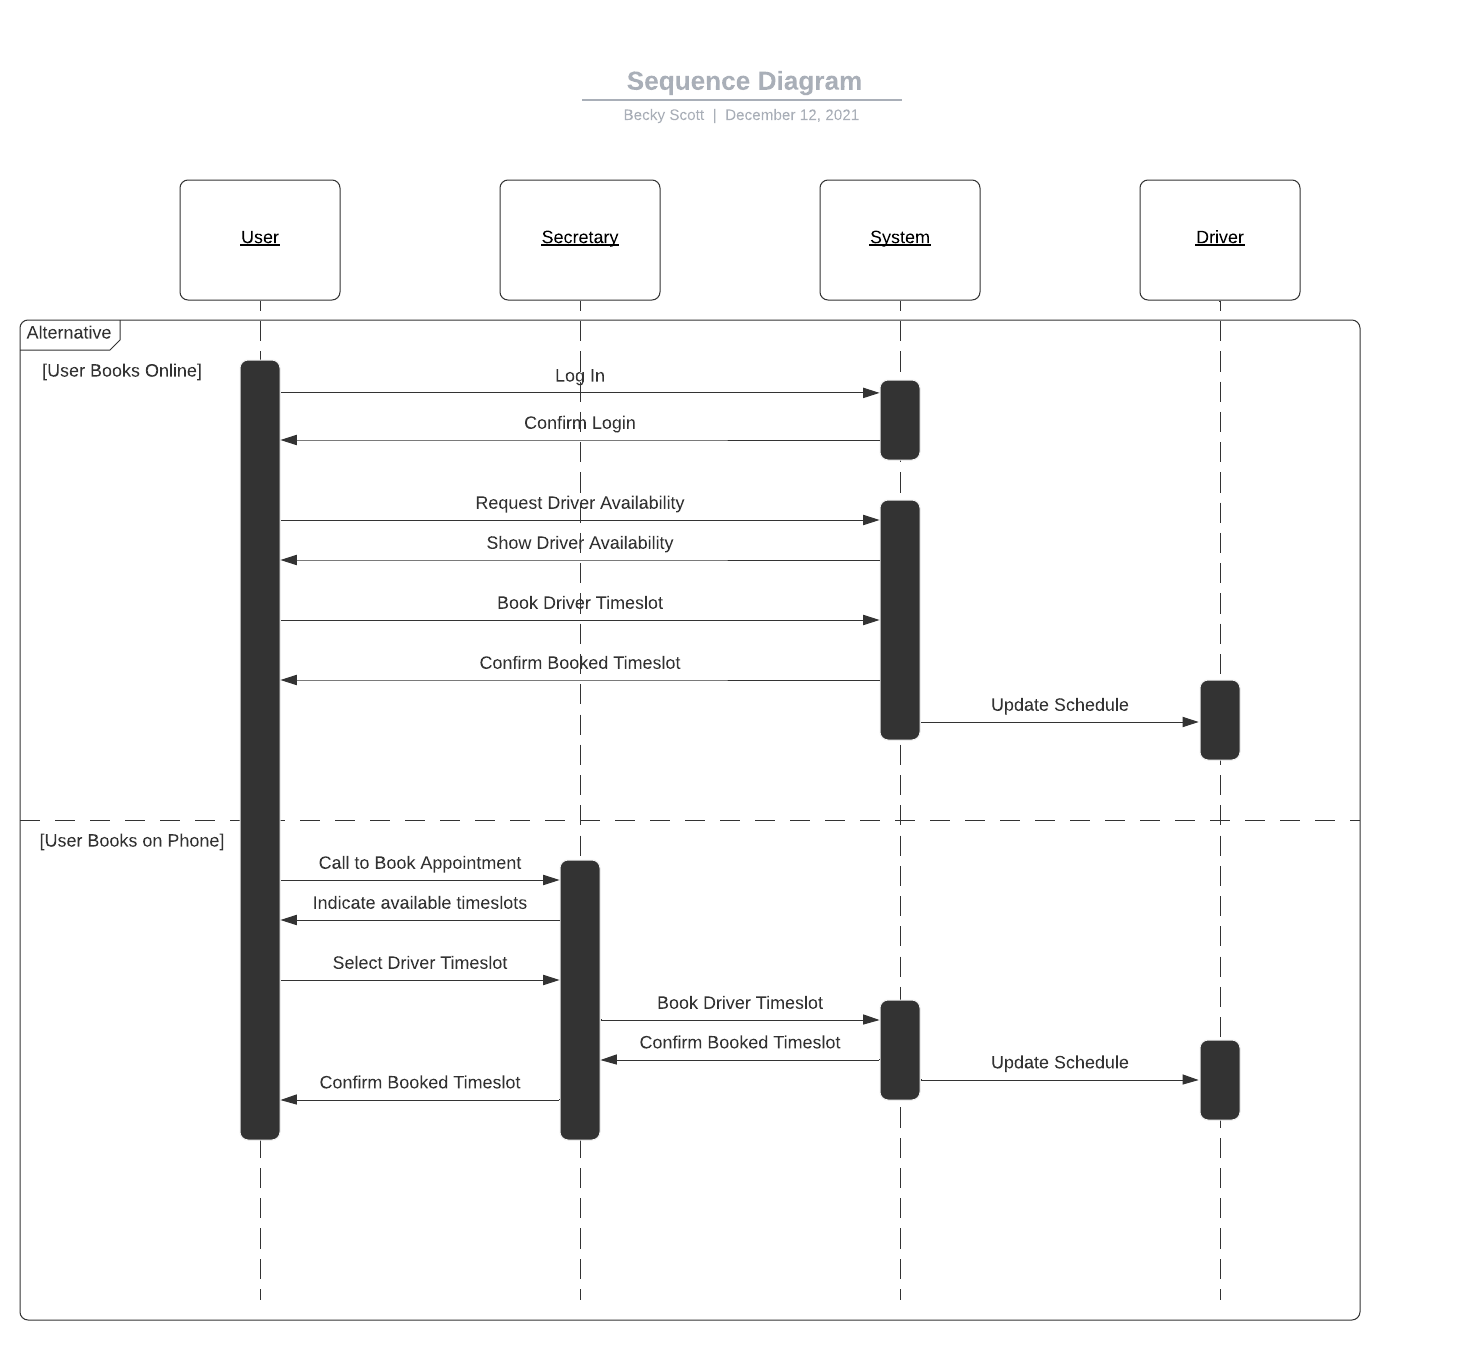 Sequence Diagram
Becky Scott | December 12, 2021
User
Secretary
System
Driver
Alternative
[User Books Online]
Log In
Confirm Login
Request Driver Availability
Show Driver Availability
Book Driver Timeslot
Confirm Booked Timeslot
Update Schedule
[User Books on Phone]
Call to Book Appointment
Indicate available timeslots
Select Driver Timeslot
Book Driver Timeslot
Confirm Booked Timeslot
Update Schedule
Confirm Booked Timeslot